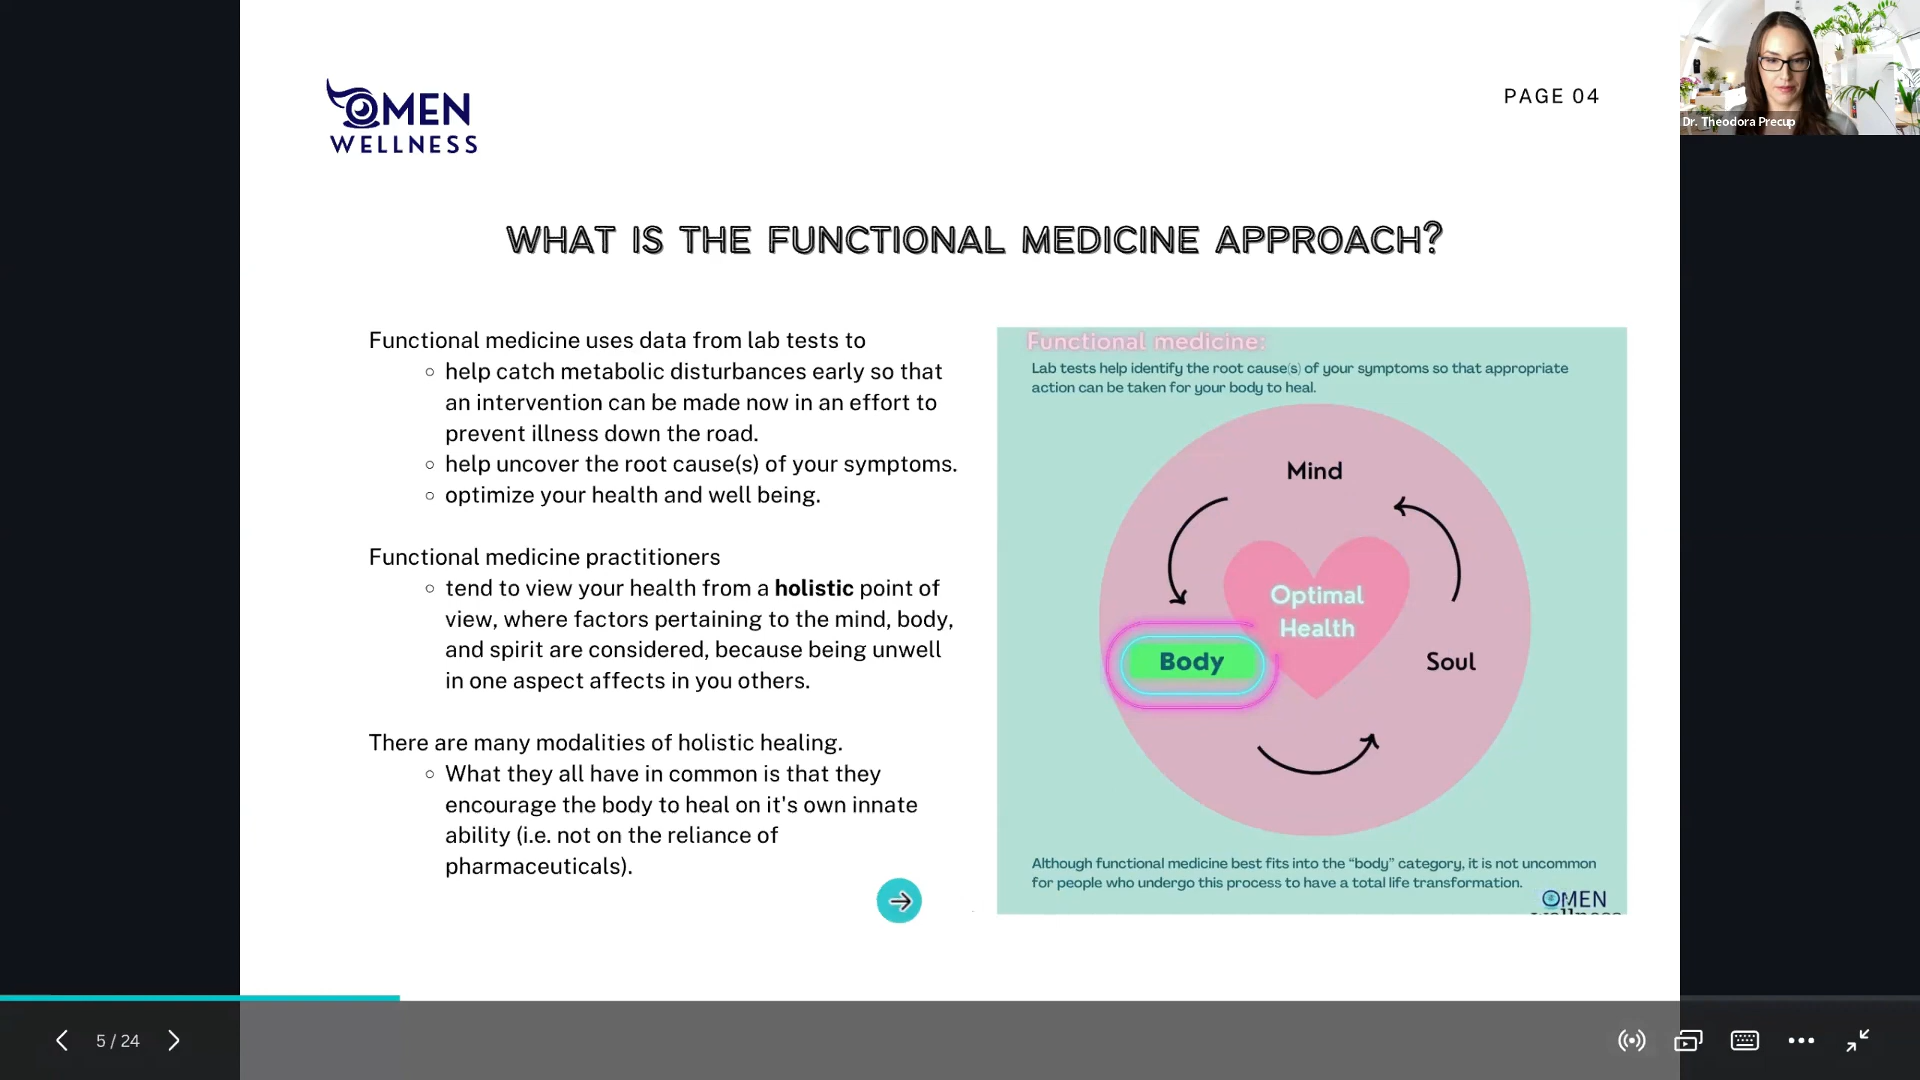 OMEN
WELLNESS
PAGE 04
Dr. Theodora Precup
WHAT IS THE FUNCTIONAL MEDICINE APPROACH?
Functional medicine uses data from lab tests to
help catch metabolic disturbances early so that
an intervention can be made now in an effort to
prevent illness down the road.
help uncover the root cause(s) of your symptoms.
optimize your health and well being.
Functional medicine practitioners
tend to view your health from a holistic point of
view, where factors pertaining to the mind, body,
and spirit are considered, because being unwell
in one aspect affects in you others.
There are many modalities of holistic healing.
What they all have in common is that they
encourage the body to heal on it's own innate
ability (i.e. not on the reliance of
pharmaceuticals).
Functional medicine:
Lab tests help identify the root cause(s) of your symptoms so that appropriate
action can be taken for your body to heal.
Mind
Optimal
Health
Body
Soul
Although functional medicine best fits into the “body” category, it is not uncommon
for people who undergo this process to have a total life transformation.
OMEN
wellness
5 / 24